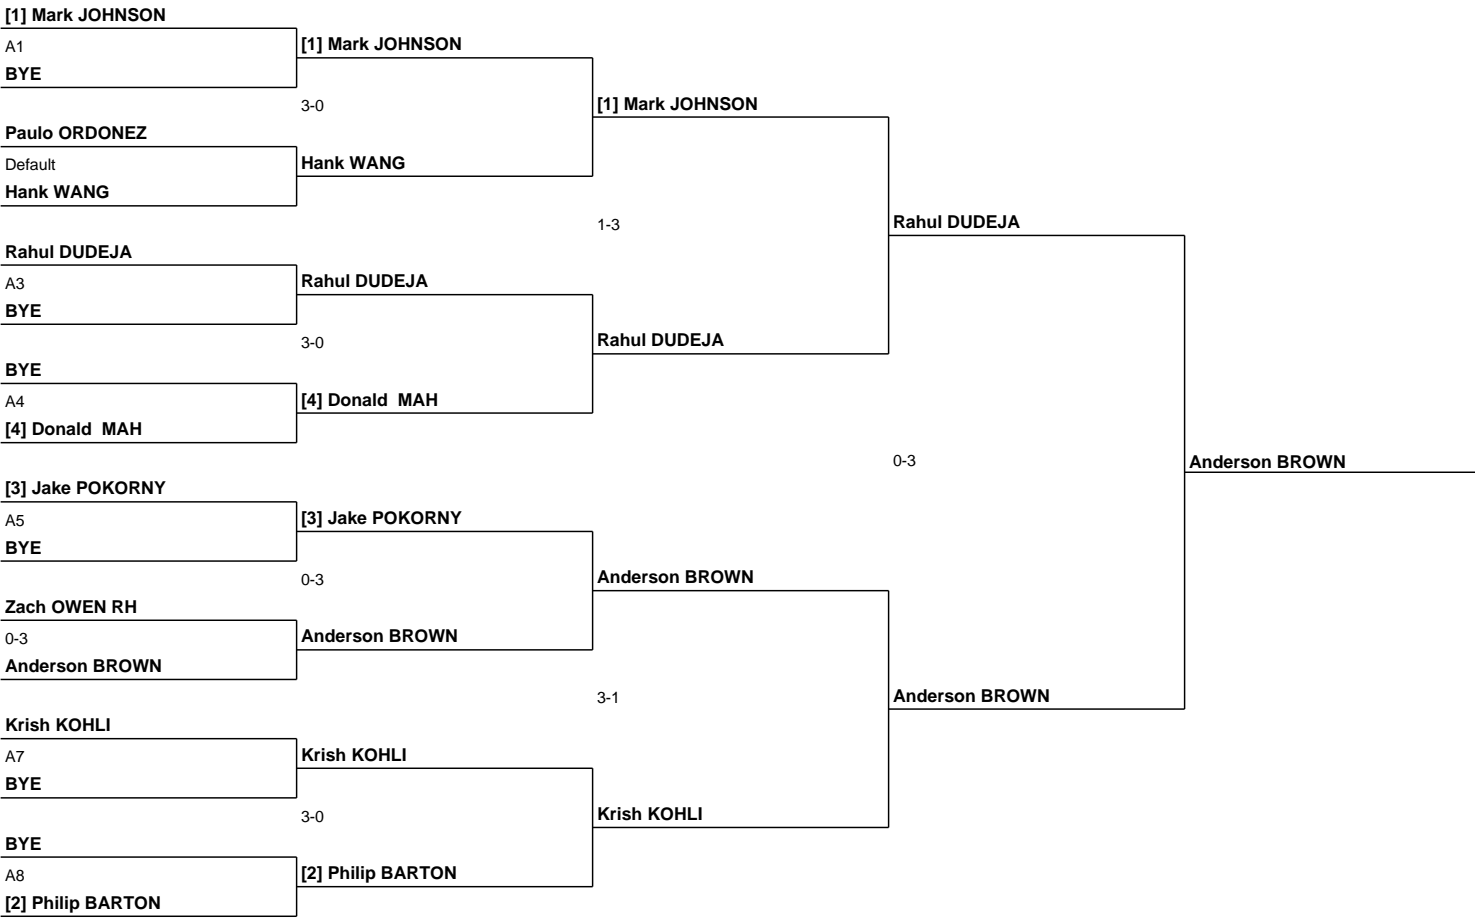 [1] Mark JOHNSON
A1
BYE
Paulo ORDONEZ
Default
Hank WANG
Rahul DUDEJA
A3
BYE
BYE
A4
[4] Donald  MAH
[3] Jake POKORNY
A5
BYE
Zach OWEN RH
0-3
Anderson BROWN
Krish KOHLI
A7
BYE
BYE
A8
[2] Philip BARTON
[1] Mark JOHNSON
3-0
Hank WANG
Rahul DUDEJA
3-0
[4] Donald  MAH
[3] Jake POKORNY
0-3
Anderson BROWN
Krish KOHLI
3-0
[2] Philip BARTON
[1] Mark JOHNSON
1-3
Rahul DUDEJA
Anderson BROWN
3-1
Krish KOHLI
Rahul DUDEJA
0-3
Anderson BROWN
Anderson BROWN